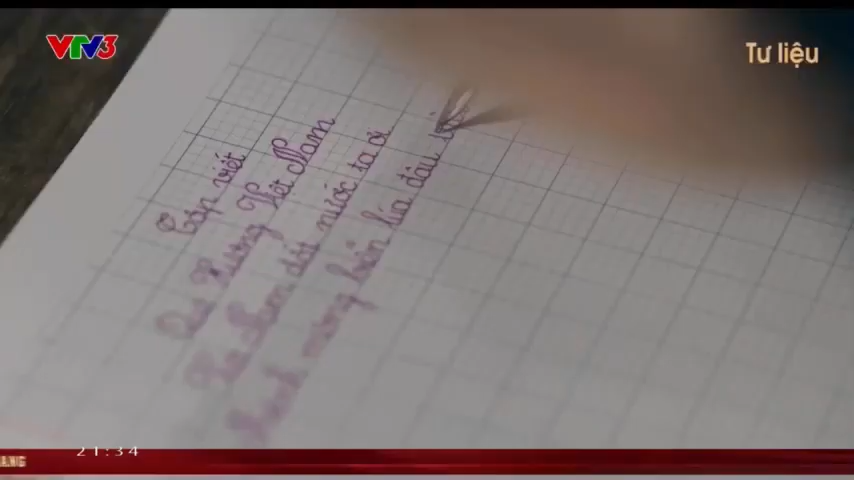 VTV3
Tư liệu
Tập viết
Quê Hương Việt Nam
Việt Nam đất nước ta ơi
mông biển lúa đâu
21:34